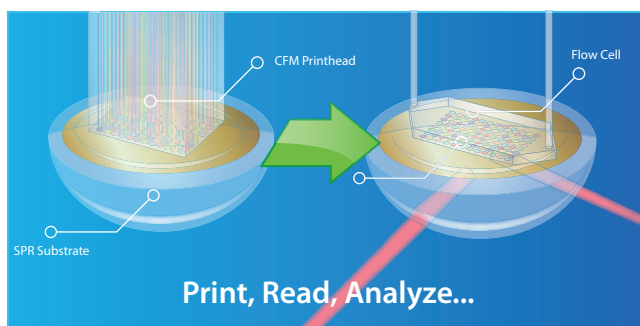 CFM Printhead
Flow Cell
SPR Substrate
Print, Read, Analyze...